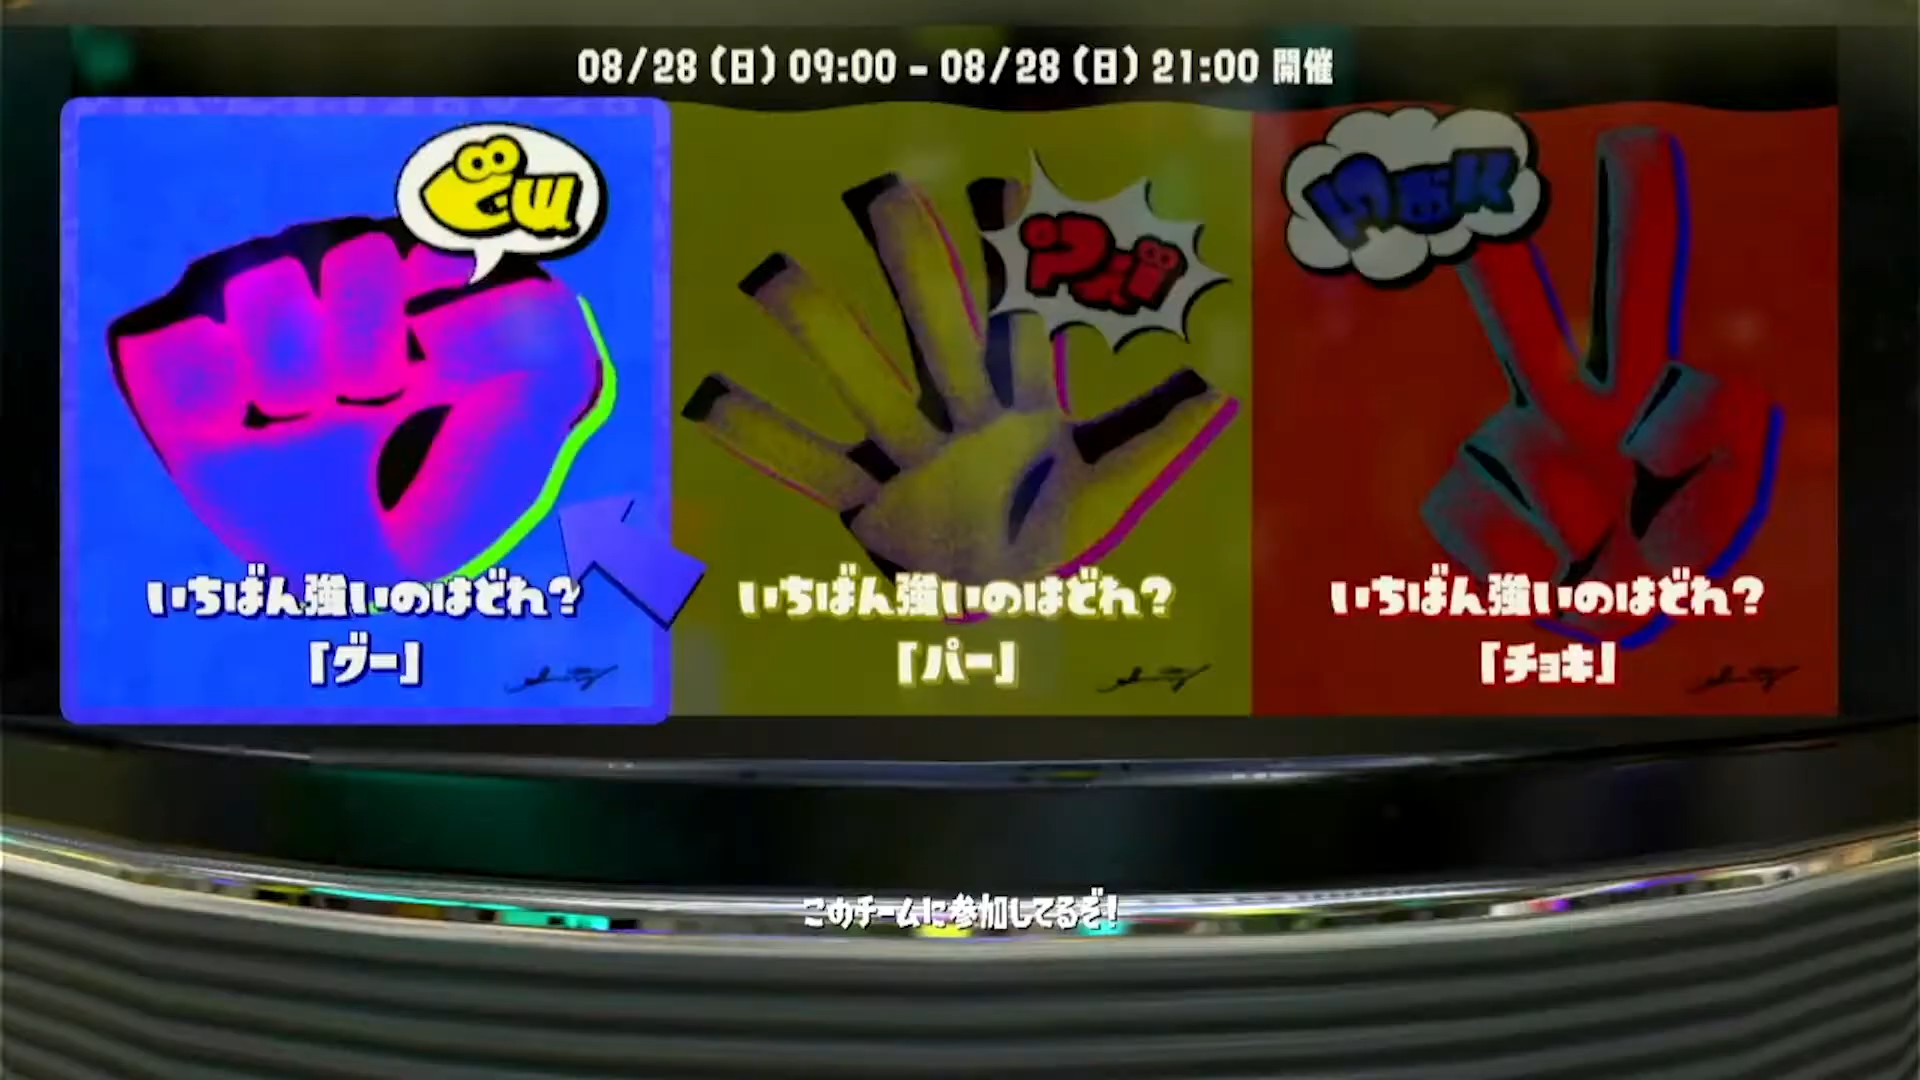 08/28(日) 09:00 - 08/28(日) 21:00 開催
いちばん強いのはどれ?
「グー」
いちばん強いのはどれ?
「パー」
いちばん強いのはどれ?
「チョキ」
このチームに参加してるぞ!